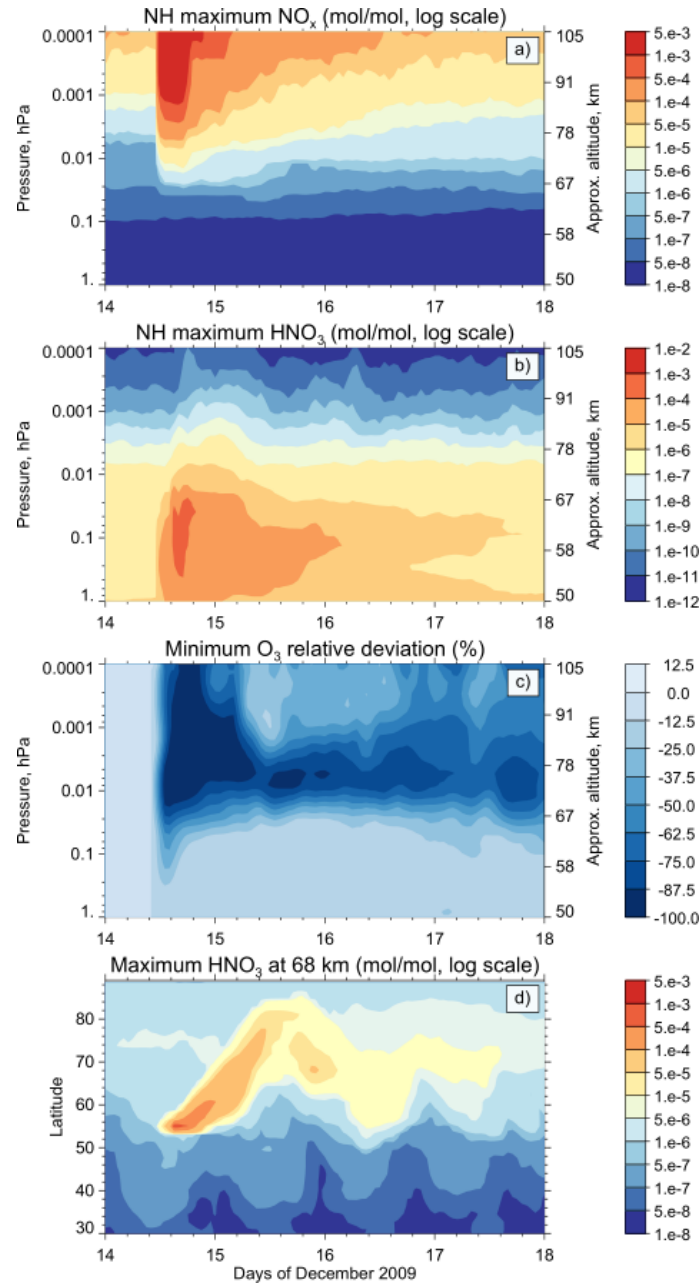 NH maximum NOx (mol/mol, log scale)
a)
0.0001
0.001
0.01
0.1
1.
Pressure, hPa
105
91
78
67
58
50
Approx. altitude, km
14 15 16 17 18
5.e-3
5.e-4
1.e-4
5.e-5
1.e-5
5.e-6
1.e-6
5.e-7
1.e-7
5.e-8
1.e-8
NH maximum HNO3 (mol/mol, log scale)
b)
0.0001
0.001
0.01
0.1
1.
Pressure, hPa
105
91
78
67
58
50
Approx. altitude, km
14 15 16 17 18
1.e-2
1.e-3
1.e-4
1.e-5
1.e-6
1.e-7
1.e-8
1.e-9
1.e-10
1.e-11
1.e-12
Minimum O3 relative deviation (%)
c)
0.0001
0.001
0.01
0.1
1.
Pressure, hPa
105
91
78
67
58
50
Approx. altitude, km
14 15 16 17 18
12.5
0.0
-12.5
-25.0
-37.5
-50.0
-62.5
-75.0
-87.5
-100.0
Maximum HNO3 at 68 km (mol/mol, log scale)
d)
80
70
60
50
40
30
Latitude
14 15 16 17 18
Days of December 2009
5.e-3
5.e-4
1.e-4
5.e-5
1.e-5
5.e-6
1.e-6
5.e-7
1.e-7
5.e-8
1.e-8